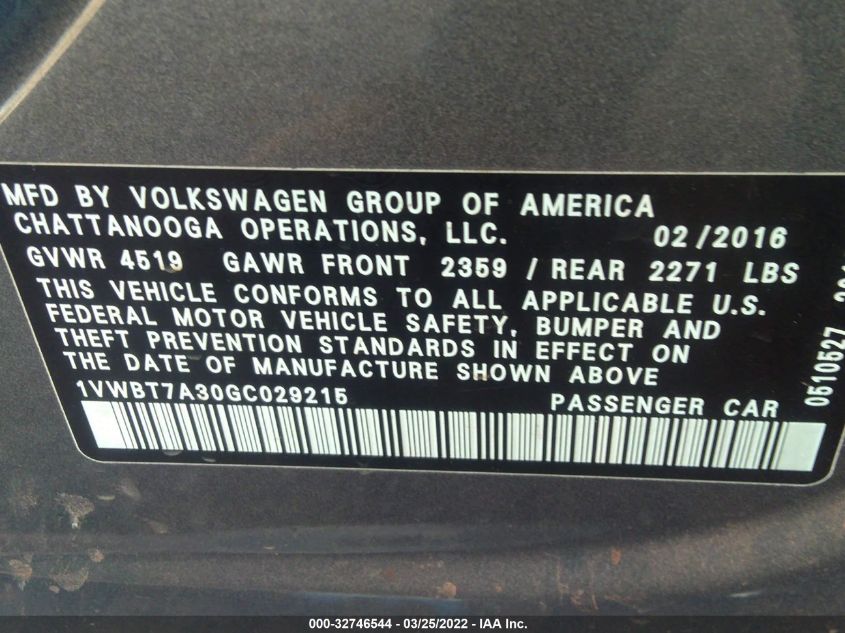 MFD BY VOLKSWAGEN GROUP OF AMERICA
CHATTANOOGA OPERATIONS, LLC. 02/2016
GVWR 4519 GAWR FRONT 2359 / REAR 2271 LBS
THIS VEHICLE CONFORMS TO ALL APPLICABLE U.S.
FEDERAL MOTOR VEHICLE SAFETY, BUMPER AND
THEFT PREVENTION STANDARDS IN EFFECT ON
THE DATE OF MANUFACTURE SHOWN ABOVE
1VWBT7A30GC029215 PASSENGER CAR
0510527
000-32746544 - 03/25/2022 - IAA Inc.